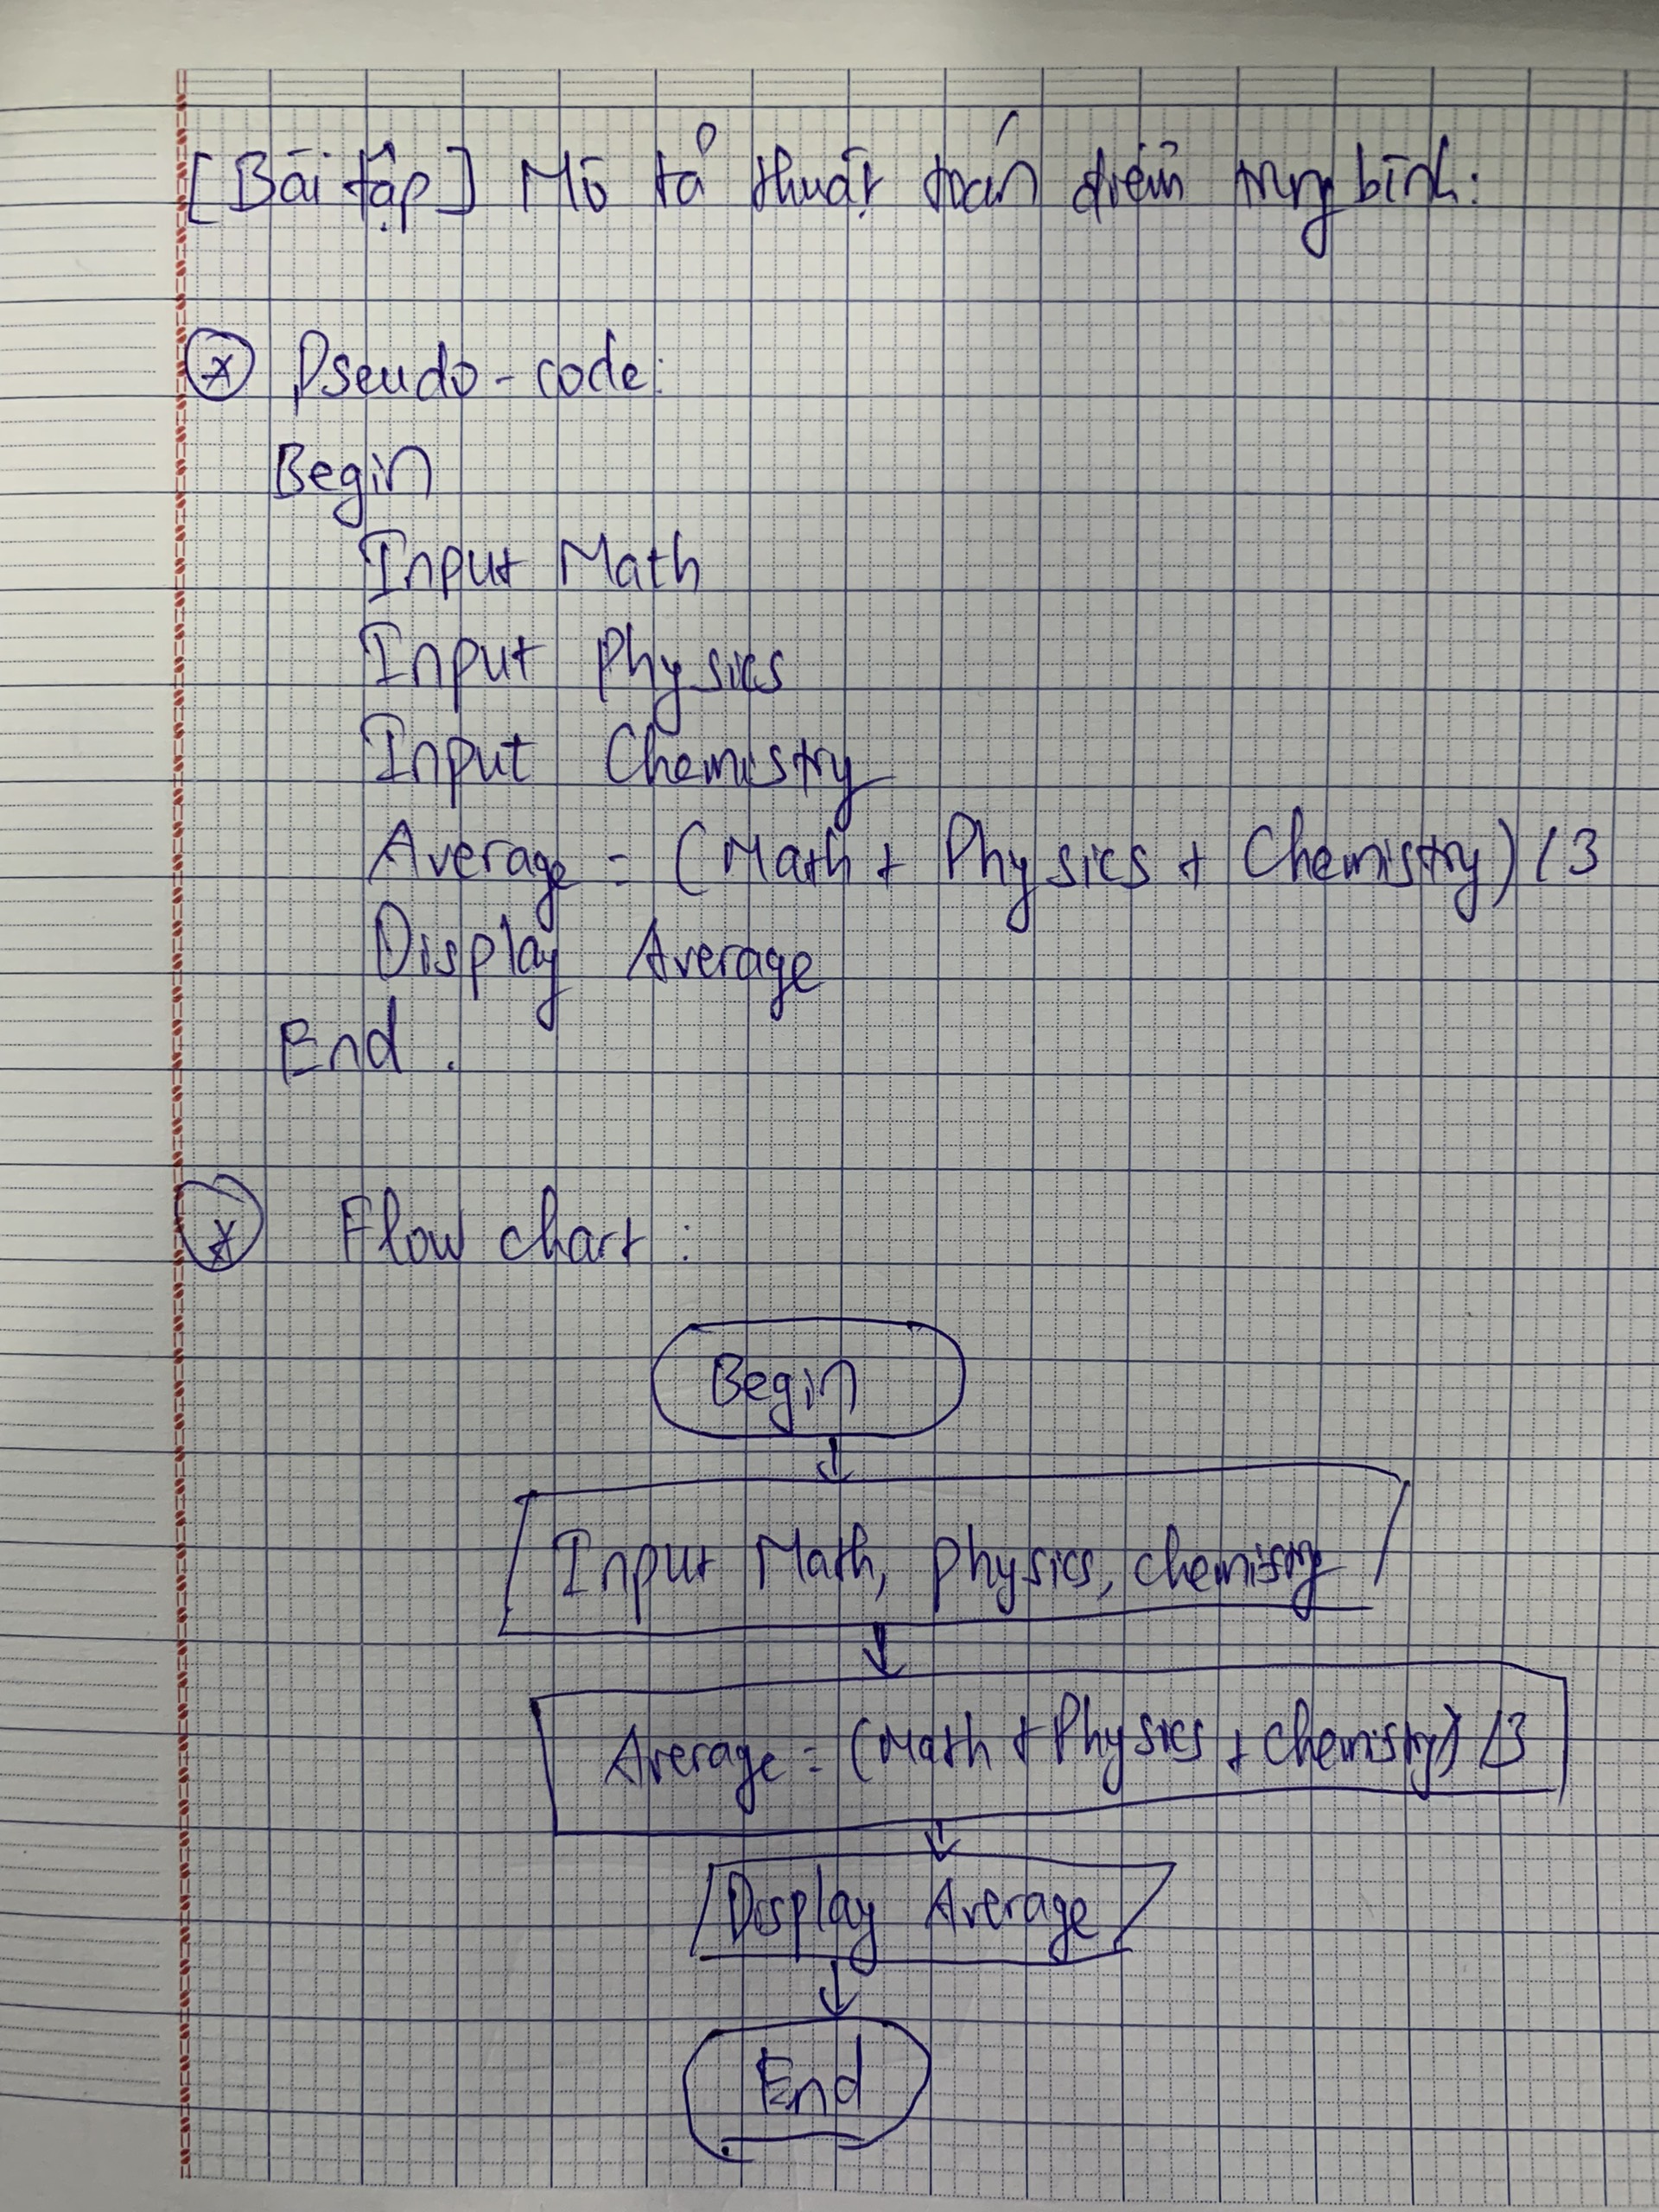 [Bài tập] Mô tả thuật toán điểm trung bình:
Pseudo-code:
Begin
Input Math
Input Physics
Input Chemistry
Average = (Math + Physics + Chemistry) / 3
Display Average
End.
Flow chart:
Begin
Input Math, physics, chemistry
Average = (Math + Physics + chemistry) / 3
Display Average
End